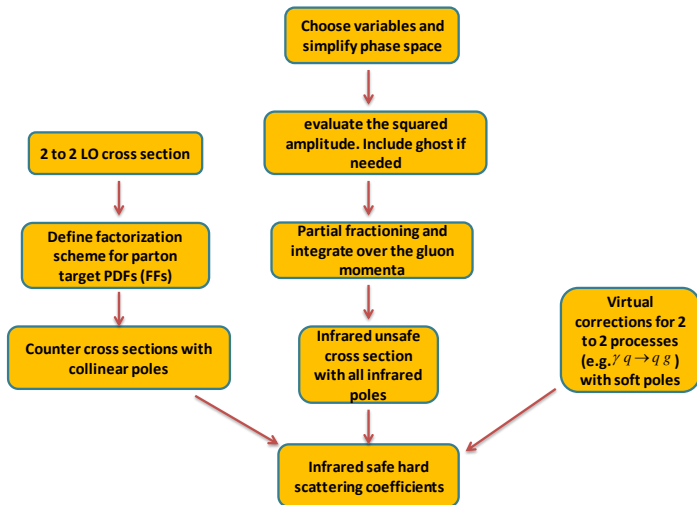 Choose variables and
simplify phase space
evaluate the squared
amplitude. Include ghost if
needed
2 to 2 LO cross section
Define factorization
scheme for parton
target PDFs (FFs)
Partial fractioning and
integrate over the gluon
momenta
Counter cross sections with
collinear poles
Infrared unsafe
cross section
with all infrared
poles
Virtual
corrections for 2
to 2 processes
(e.g. γ q → q g )
with soft poles
Infrared safe hard
scattering coefficients